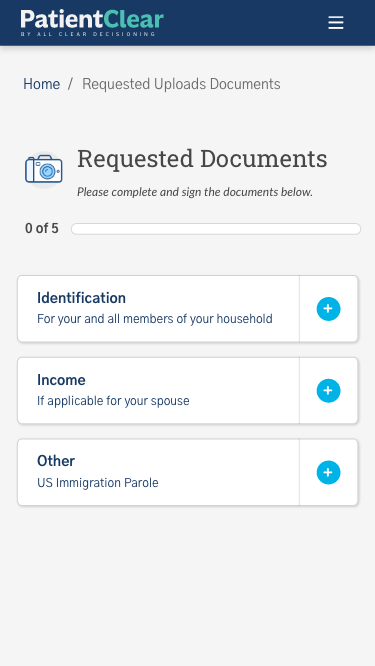 PatientClear
BY ALL CLEAR DECISIONING
Home / Requested Uploads Documents
Requested Documents
Please complete and sign the documents below.
0 of 5
Identification
For your and all members of your household
Income
If applicable for your spouse
Other
US Immigration Parole